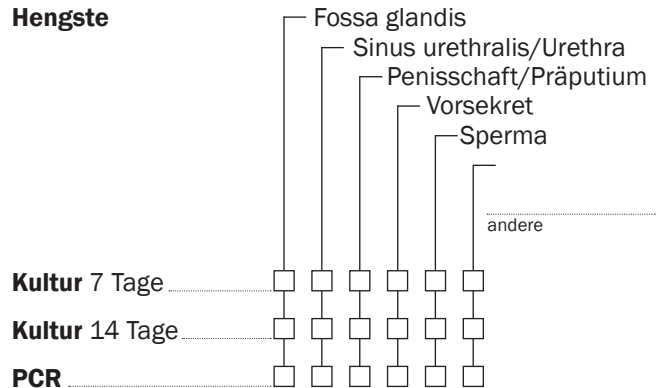 Hengste
Fossa glandis
Sinus urethralis/Urethra
Penisschaft/Präputium
Vorsekret
Sperma
andere
Kultur 7 Tage
Kultur 14 Tage
PCR